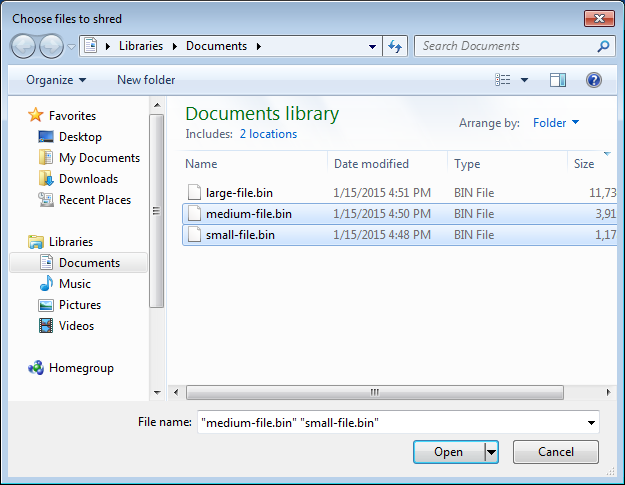 Choose files to shred
Libraries Documents
Search Documents
Organize New folder
Favorites
Desktop
My Documents
Downloads
Recent Places
Libraries
Documents
Music
Pictures
Videos
Homegroup
Documents library
Includes: 2 locations
Arrange by: Folder
Name Date modified Type Size
large-file.bin 1/15/2015 4:51 PM BIN File 11,73
medium-file.bin 1/15/2015 4:50 PM BIN File 3,91
small-file.bin 1/15/2015 4:48 PM BIN File 1,17
File name: "medium-file.bin" "small-file.bin"
Open Cancel